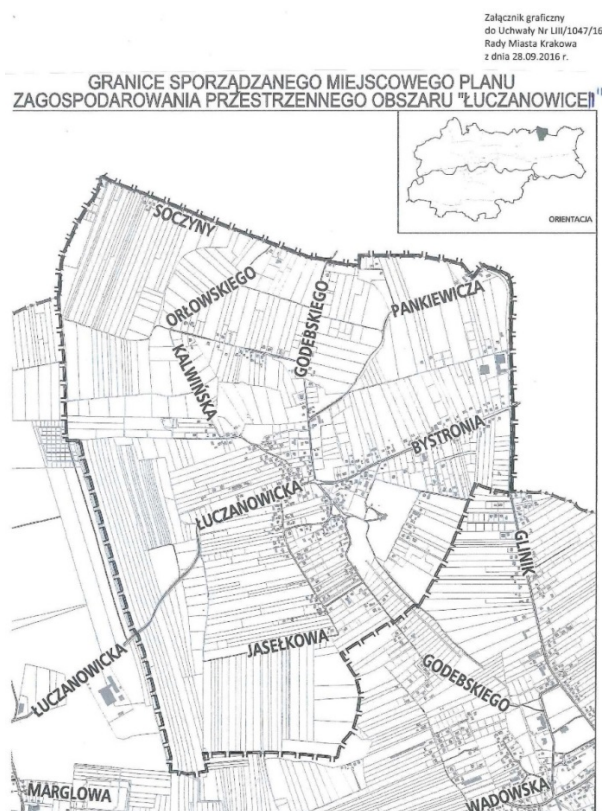 Załącznik graficzny
do Uchwały Nr LIII/1047/16
Rady Miasta Krakowa
z dnia 28.09.2016 r.
GRANICE SPORZĄDZANEGO MIEJSCOWEGO PLANU
ZAGOSPODAROWANIA PRZESTRZENNEGO OBSZARU "ŁUCZANOWICE"
ORIENTACJA
SOCZYNY
ORŁOWSKIEGO
GODEBSKIEGO
PANKIEWICZA
KALWIŃSKA
BYSTRONIA
ŁUCZANOWICKA
GLINIK
JASEŁKOWA
ŁUCZANOWICKA
GODEBSKIEGO
MARGLOWA
WADOWSKA